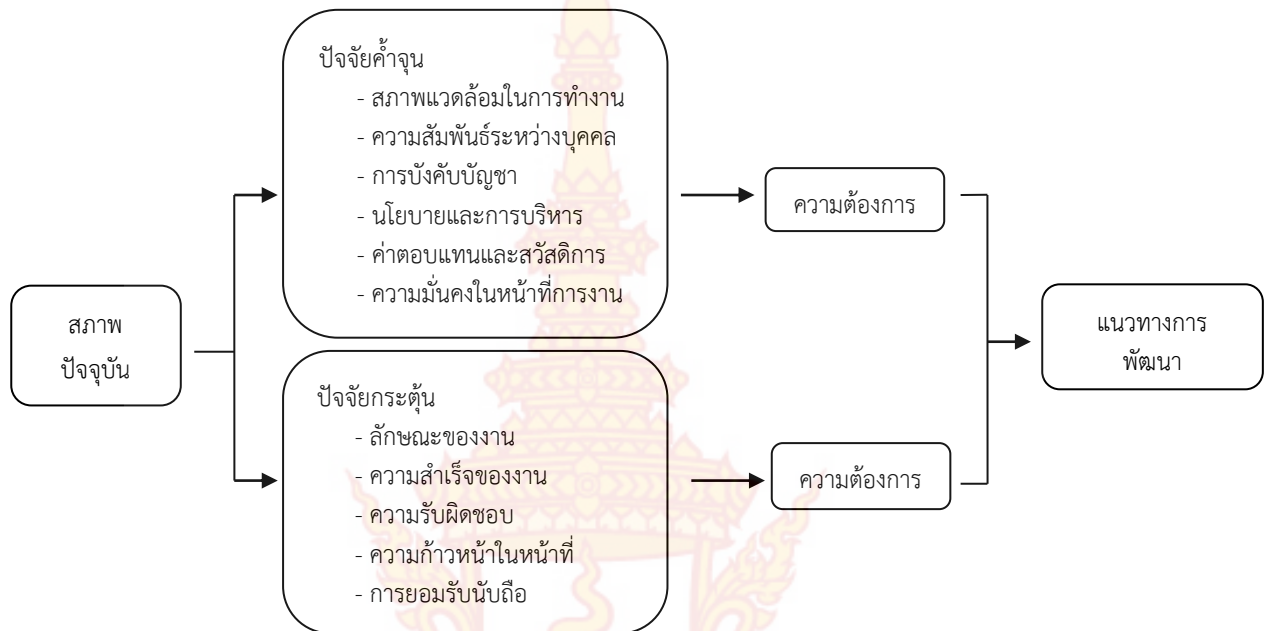 สภาพ
ปัจจุบัน
ปัจจัยค้ำจุน
- สภาพแวดล้อมในการทำงาน
- ความสัมพันธ์ระหว่างบุคคล
- การบังคับบัญชา
- นโยบายและการบริหาร
- ค่าตอบแทนและสวัสดิการ
- ความมั่นคงในหน้าที่การงาน
ปัจจัยกระตุ้น
- ลักษณะของงาน
- ความสำเร็จของงาน
- ความรับผิดชอบ
- ความก้าวหน้าในหน้าที่
- การยอมรับนับถือ
ความต้องการ
ความต้องการ
แนวทางการ
พัฒนา